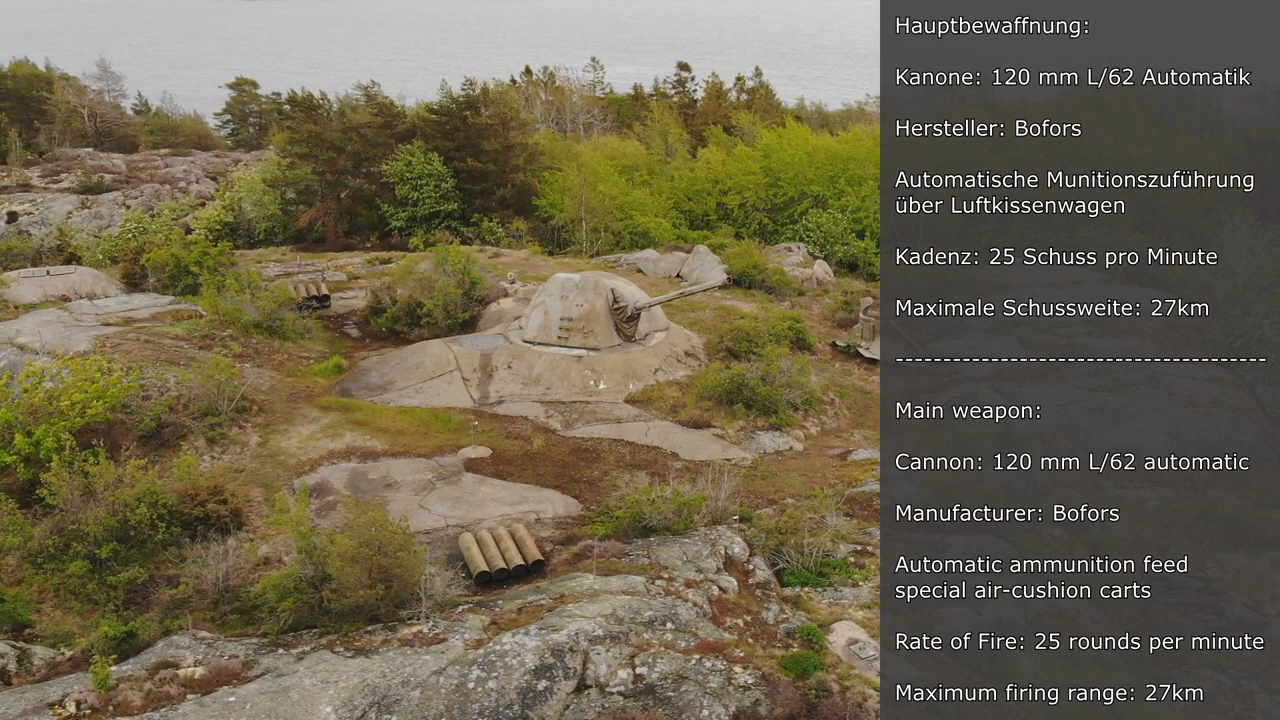 Hauptbewaffnung:
Kanone: 120 mm L/62 Automatik
Hersteller: Bofors
Automatische Munitionszuführung
über Luftkissenwagen
Kadenz: 25 Schuss pro Minute
Maximale Schussweite: 27km
---------------------------------------
Main weapon:
Cannon: 120 mm L/62 automatic
Manufacturer: Bofors
Automatic ammunition feed
special air-cushion carts
Rate of Fire: 25 rounds per minute
Maximum firing range: 27km